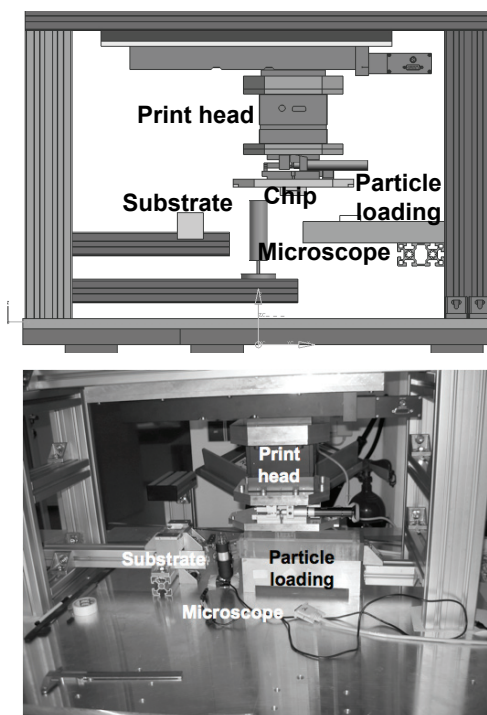 Print head
Chip
Particle
loading
Substrate
Microscope
Print
head
Substrate
Particle
loading
Microscope